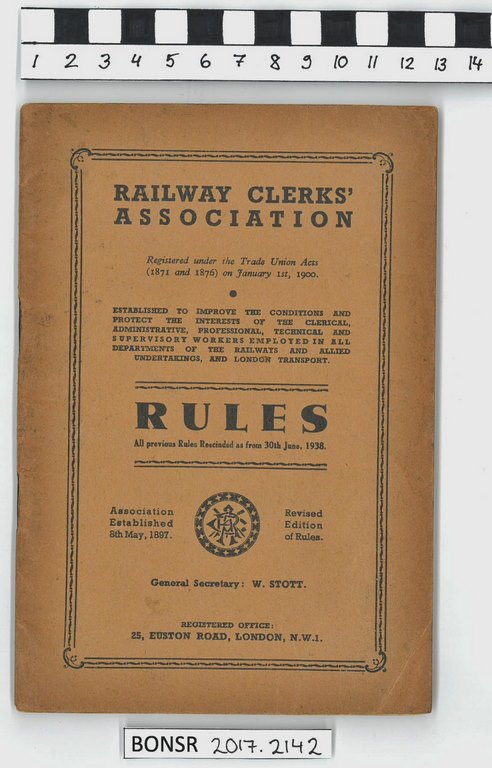 1 2 3 4 5 6 7 8 9 10 11 12 13 14
RAILWAY CLERKS'
ASSOCIATION
Registered under the Trade Union Acts
(1871 and 1876) on January 1st, 1900.
ESTABLISHED TO IMPROVE THE CONDITIONS AND
PROTECT THE INTERESTS OF THE CLERICAL,
ADMINISTRATIVE, PROFESSIONAL, TECHNICAL AND
SUPERVISORY WORKERS EMPLOYED IN ALL
DEPARTMENTS OF THE RAILWAYS AND ALLIED
UNDERTAKINGS, AND LONDON TRANSPORT.
RULES
All previous Rules Rescinded as from 30th June, 1938.
Association
Established
8th May, 1897.
Revised
Edition
of Rules.
General Secretary: W. STOTT.
REGISTERED OFFICE:
25, EUSTON ROAD, LONDON, N.W.1.
BONSR 2017.2142